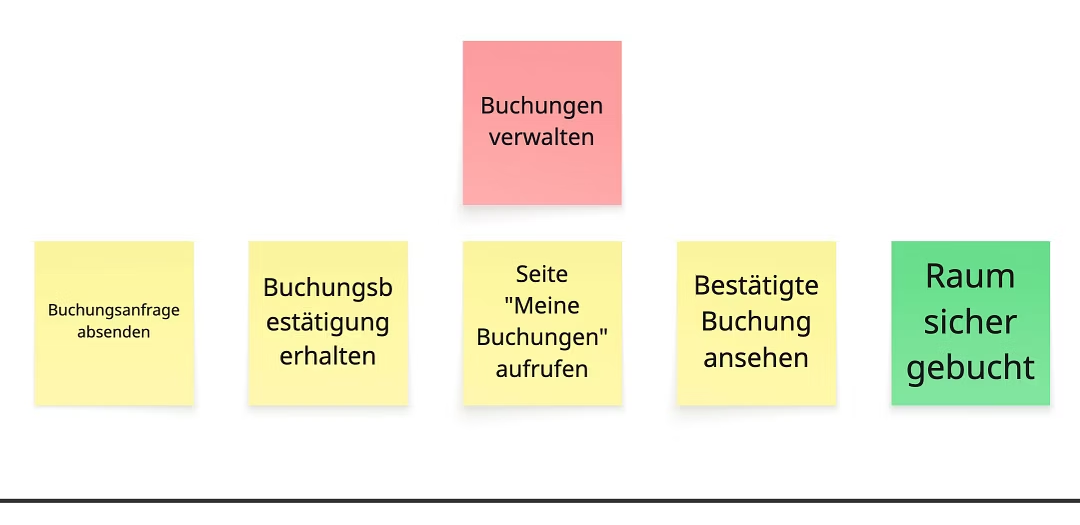 Buchungen
verwalten
Buchungsanfrage
absenden
Buchungsb
estätigung
erhalten
Seite
"Meine
Buchungen"
aufrufen
Bestätigte
Buchung
ansehen
Raum
sicher
gebucht